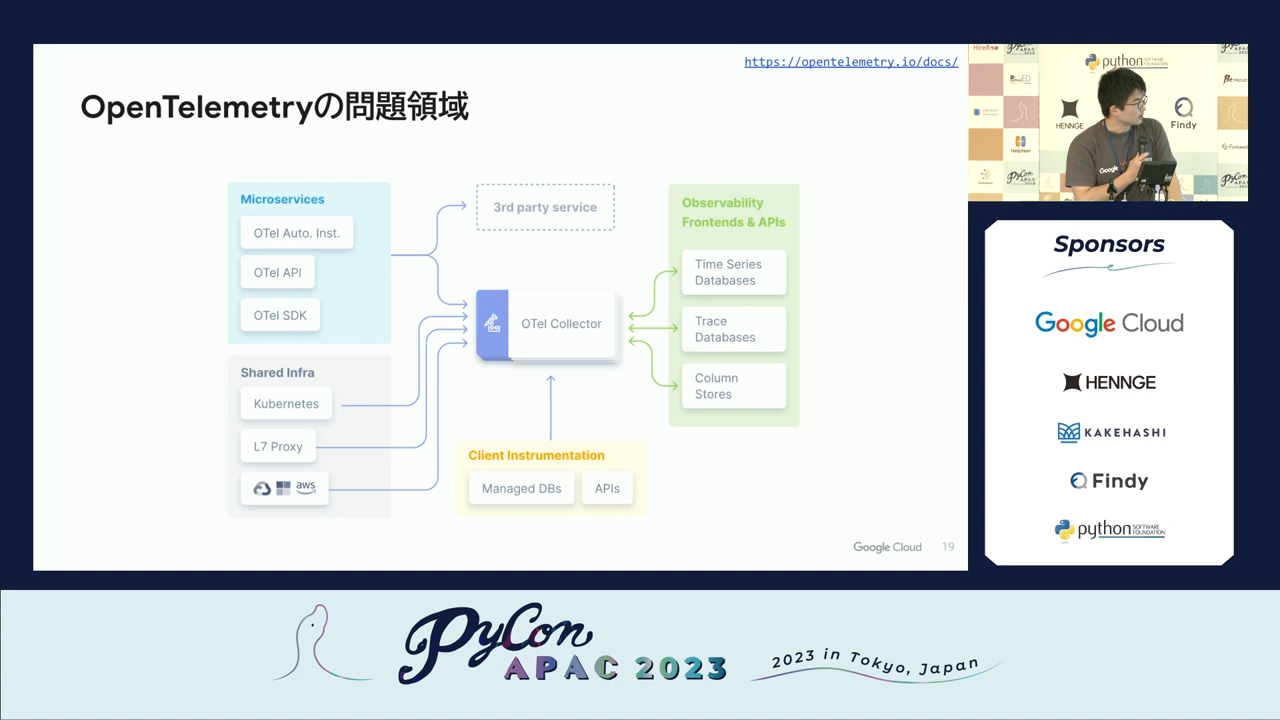 https://opentelemetry.io/docs/
OpenTelemetryの問題領域
Microservices
OTel Auto. Inst.
OTel API
OTel SDK
Shared Infra
Kubernetes
L7 Proxy
aws
3rd party service
OTel Collector
Client Instrumentation
Managed DBs
APIs
Observability
Frontends & APIs
Time Series
Databases
Trace
Databases
Column
Stores
Google Cloud
19
python
SOFTWARE
FOUNDATION
HENNGE
Findy
Google
PyCon
Sponsors
Google Cloud
HENNGE
KAKEHASHI
Findy
python
SOFTWARE
FOUNDATION
PyCon
APAC 2023
2023 in Tokyo, Japan